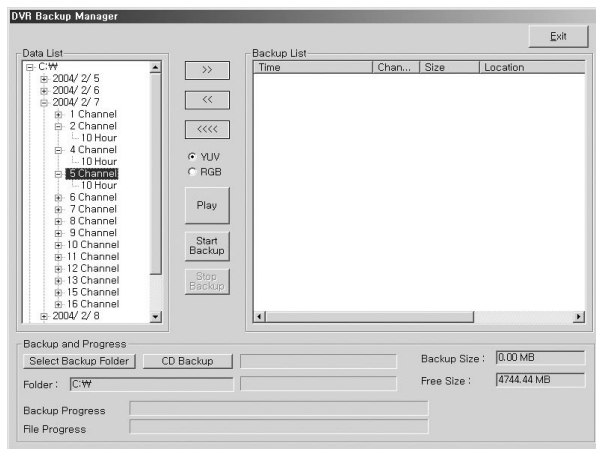 DVR Backup Manager
Exit
Data List
C:₩
2004/ 2/ 5
2004/ 2/ 6
2004/ 2/ 7
1 Channel
2 Channel
10 Hour
4 Channel
10 Hour
5 Channel
10 Hour
6 Channel
7 Channel
8 Channel
9 Channel
10 Channel
11 Channel
12 Channel
13 Channel
15 Channel
16 Channel
2004/ 2/ 8
>>
<<
<<<<
YUV
RGB
Play
Start
Backup
Stop
Backup
Backup List
Time Chan... Size Location
Backup and Progress
Select Backup Folder CD Backup Backup Size : 0.00 MB
Folder : C:₩ Free Size : 4744.44 MB
Backup Progress
File Progress